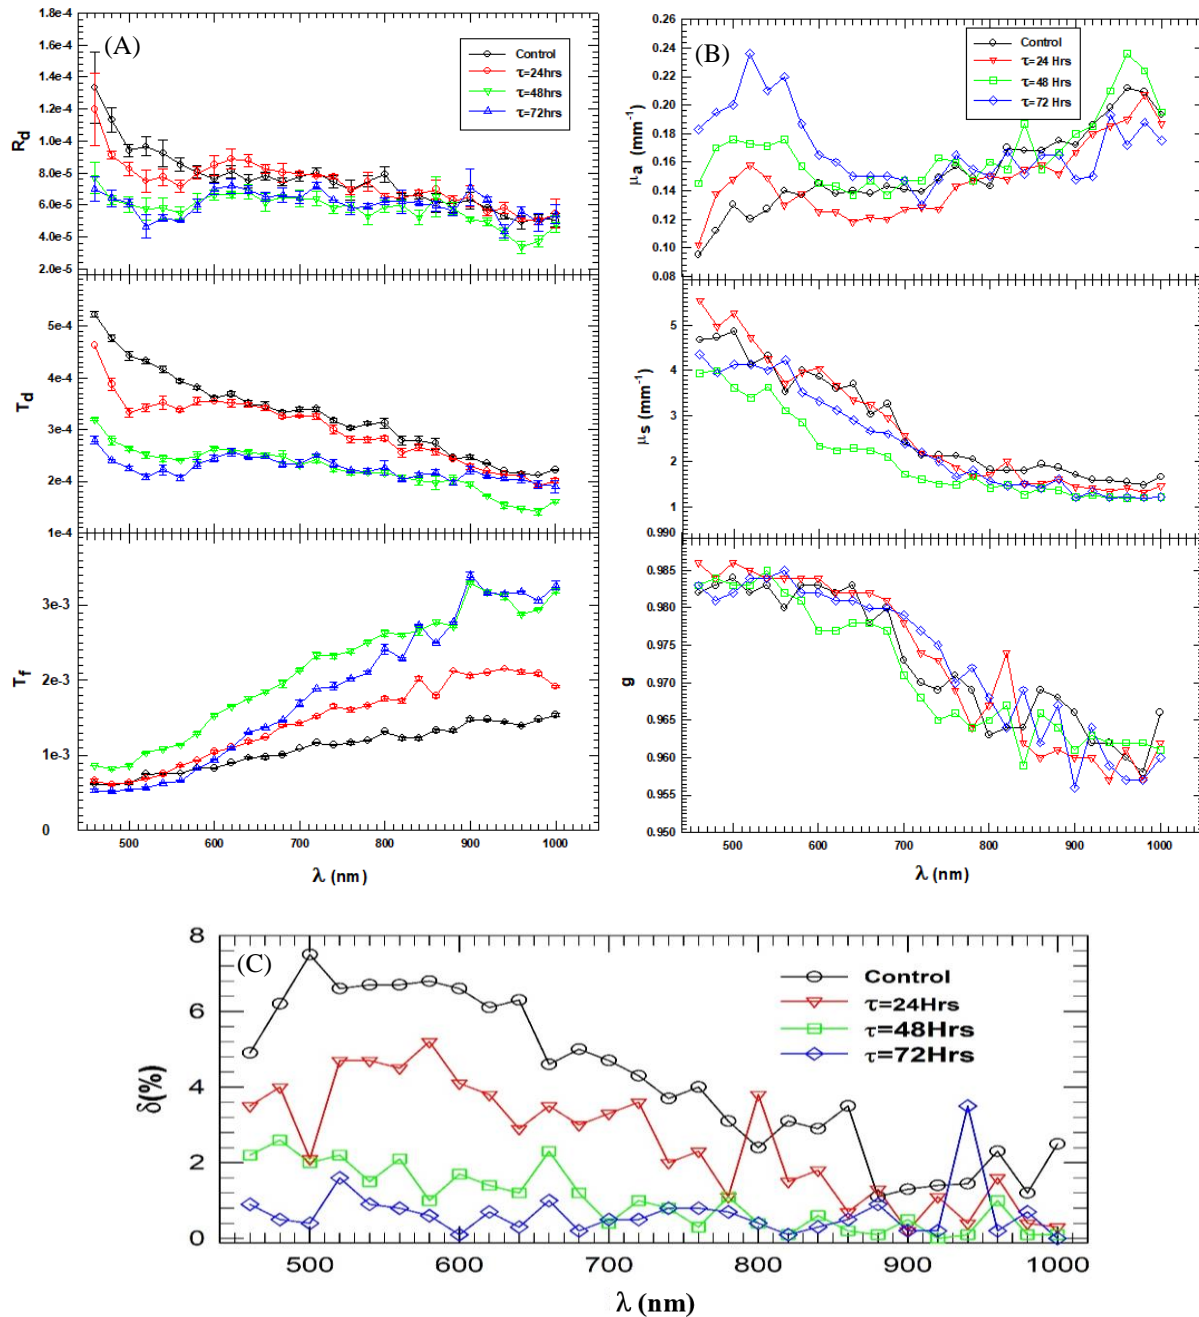 (A)
Control
τ=24hrs
τ=48hrs
τ=72hrs
1.8e-4
1.6e-4
1.4e-4
1.2e-4
1.0e-4
8.0e-5
6.0e-5
4.0e-5
2.0e-5
Rd
5e-4
4e-4
3e-4
2e-4
1e-4
Td
3e-3
2e-3
1e-3
0
Tf
500 600 700 800 900 1000
λ (nm)
(B)
Control
τ=24 Hrs
τ=48 Hrs
τ=72 Hrs
0.26
0.24
0.22
0.20
0.18
0.16
0.14
0.12
0.10
0.08
μa (mm⁻¹)
5
4
3
2
1
μs (mm⁻¹)
0.990
0.985
0.980
0.975
0.970
0.965
0.960
0.955
0.950
g
500 600 700 800 900 1000
λ (nm)
(C)
Control
τ=24Hrs
τ=48Hrs
τ=72Hrs
8
6
4
2
0
δ(%)
500 600 700 800 900 1000
λ (nm)